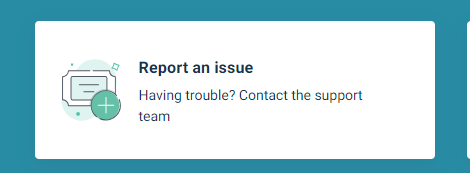 Report an issue
Having trouble? Contact the support
team